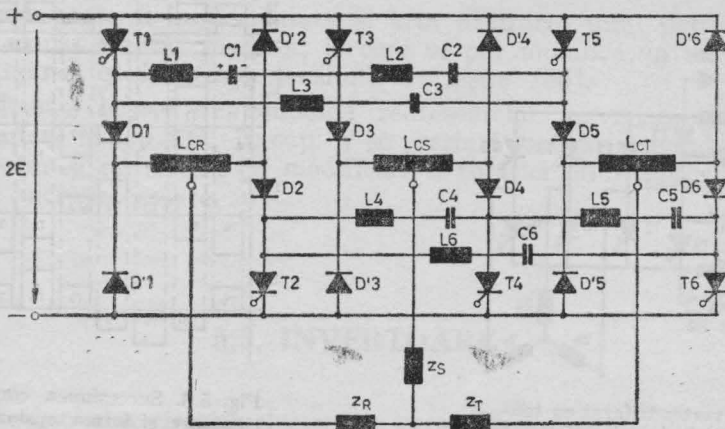 +
T1
D'2
T3
D'4
T5
D'6
L1
C1
+
L2
C2
L3
C3
D1
LCR
D3
LCS
D5
LCT
2E
D2
D4
D6
L4
C4
L5
C5
L6
C6
D'1
T2
D'3
T4
D'5
T6
−
zS
zR
zT